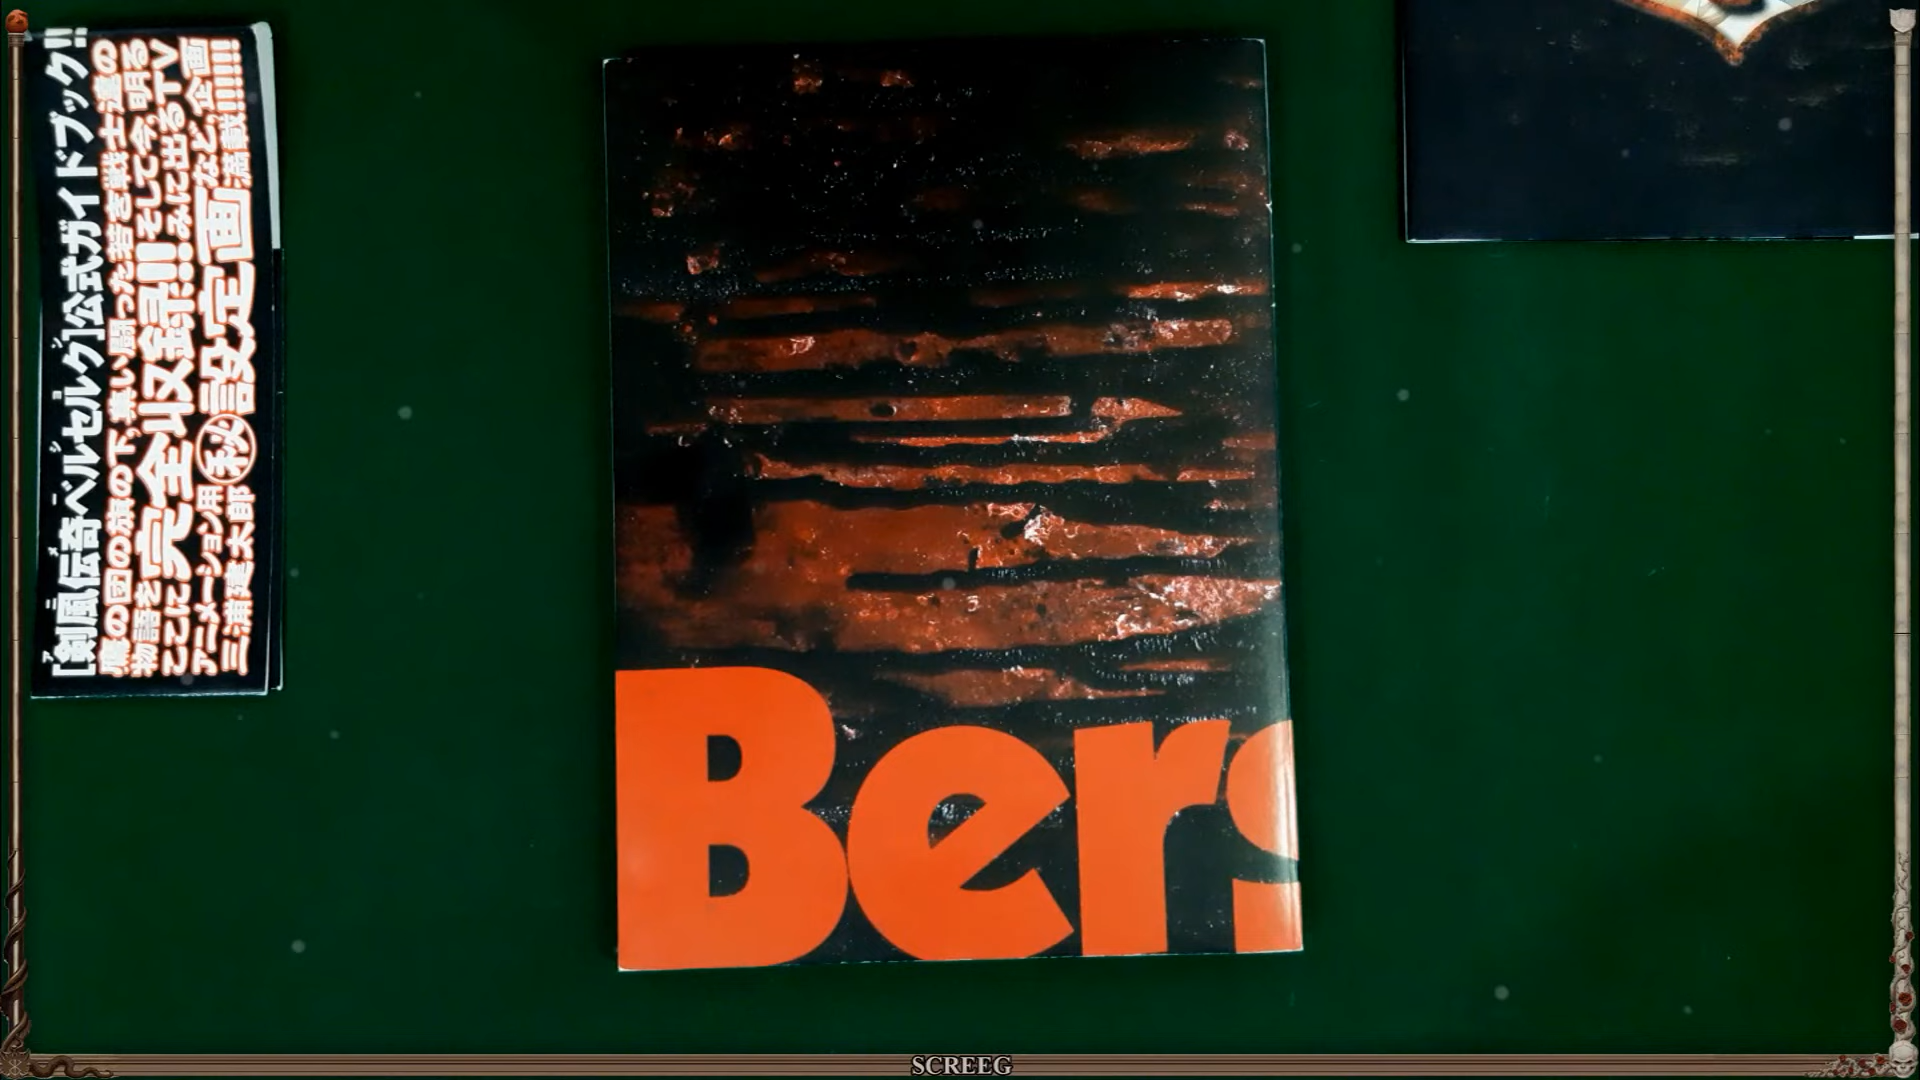 [剣風伝奇ベルセルク]公式ガイドブック!!
鷹の団の旗の下、集い闘った若き戦士達の
物語を
ここに完全収録!!そして今、明る
みに出るTV
アニメーション用
三浦建太郎㊙設定画など、企画
満載!!!!!!
Bers
SCREEG